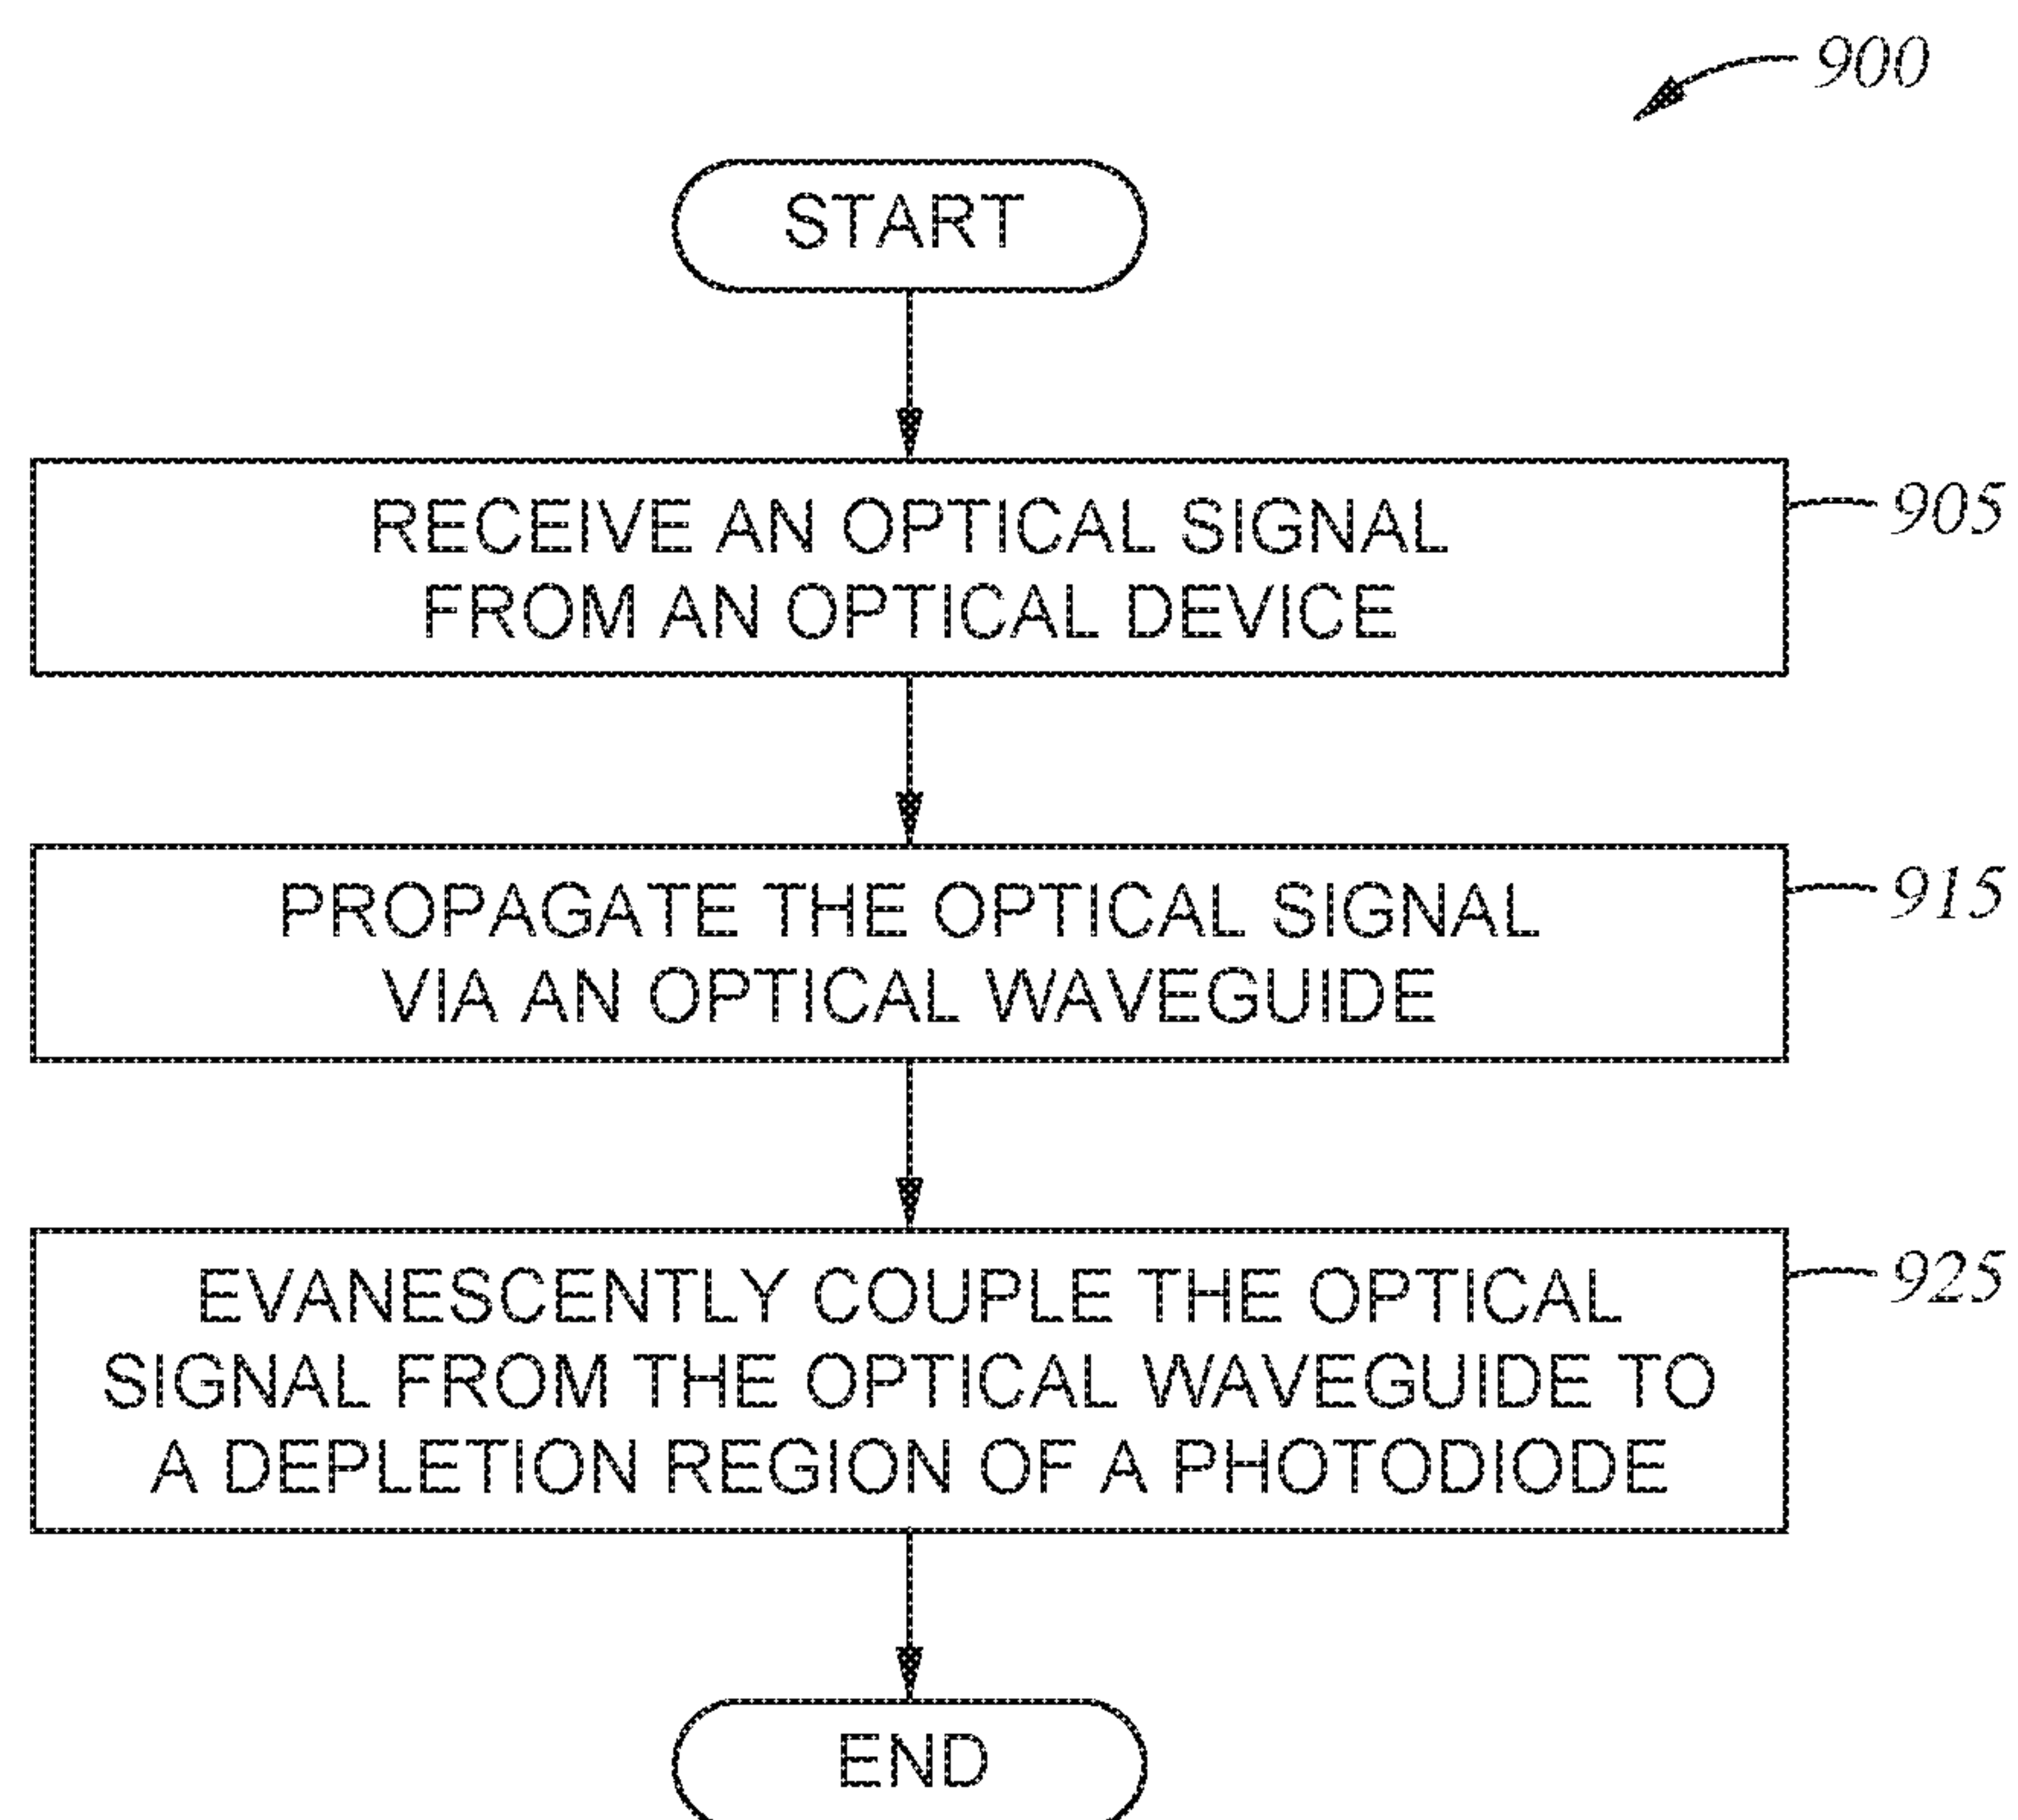 900
START
RECEIVE AN OPTICAL SIGNAL
FROM AN OPTICAL DEVICE
905
PROPAGATE THE OPTICAL SIGNAL
VIA AN OPTICAL WAVEGUIDE
915
EVANESCENTLY COUPLE THE OPTICAL
SIGNAL FROM THE OPTICAL WAVEGUIDE TO
A DEPLETION REGION OF A PHOTODIODE
925
END